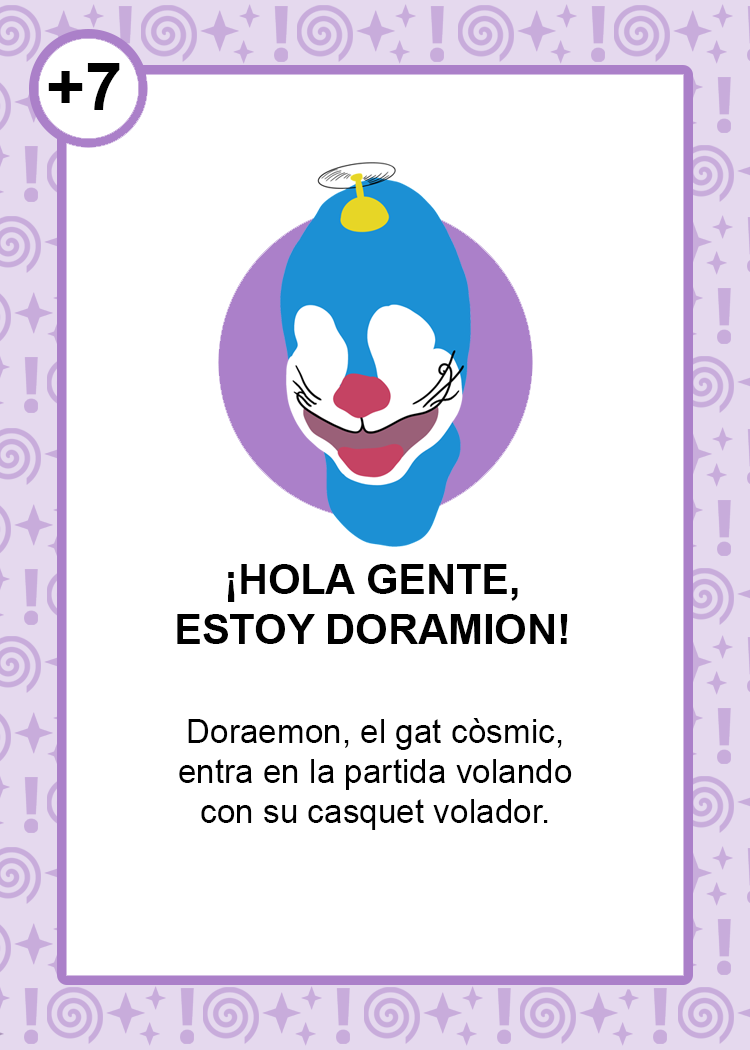 +7
¡HOLA GENTE,
ESTOY DORAMION!
Doraemon, el gat còsmic,
entra en la partida volando
con su casquet volador.